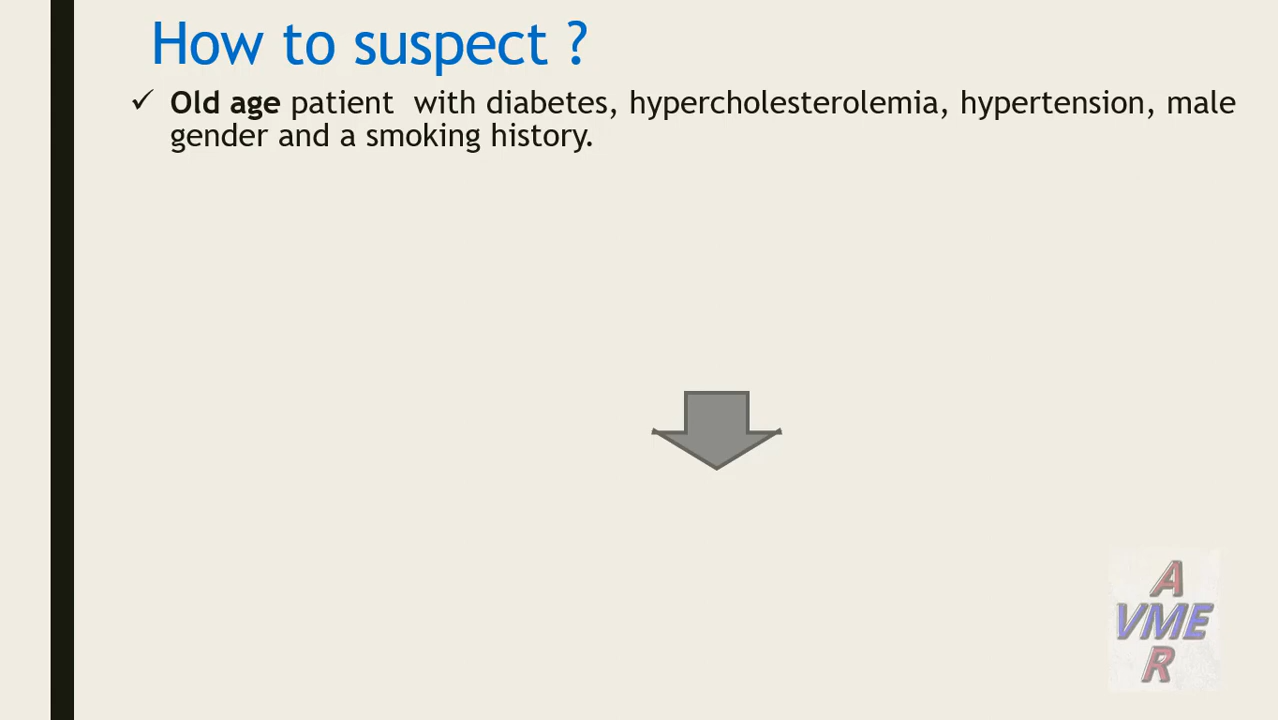 How to suspect ?
✓ Old age patient with diabetes, hypercholesterolemia, hypertension, male
gender and a smoking history.
A
VME
R